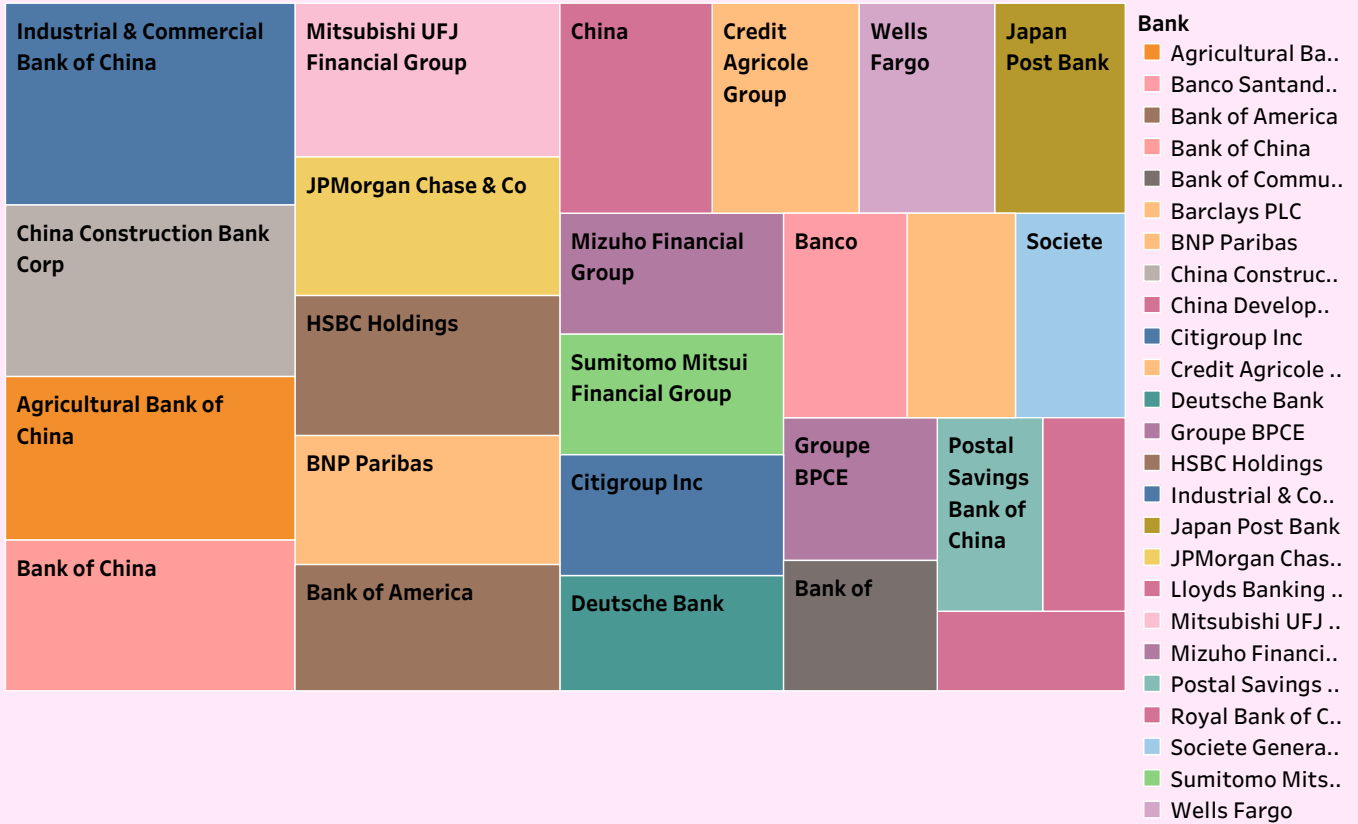 Industrial & Commercial
Bank of China
China Construction Bank
Corp
Agricultural Bank of
China
Bank of China
Mitsubishi UFJ
Financial Group
JPMorgan Chase & Co
HSBC Holdings
BNP Paribas
Bank of America
China
Credit
Agricole
Group
Wells
Fargo
Japan
Post Bank
Mizuho Financial
Group
Sumitomo Mitsui
Financial Group
Citigroup Inc
Deutsche Bank
Banco
Societe
Groupe
BPCE
Bank of
Postal
Savings
Bank of
China
Bank
Agricultural Ba..
Banco Santand..
Bank of America
Bank of China
Bank of Commu..
Barclays PLC
BNP Paribas
China Construc..
China Develop..
Citigroup Inc
Credit Agricole ..
Deutsche Bank
Groupe BPCE
HSBC Holdings
Industrial & Co..
Japan Post Bank
JPMorgan Chas..
Lloyds Banking ..
Mitsubishi UFJ ..
Mizuho Financi..
Postal Savings ..
Royal Bank of C..
Societe Genera..
Sumitomo Mits..
Wells Fargo